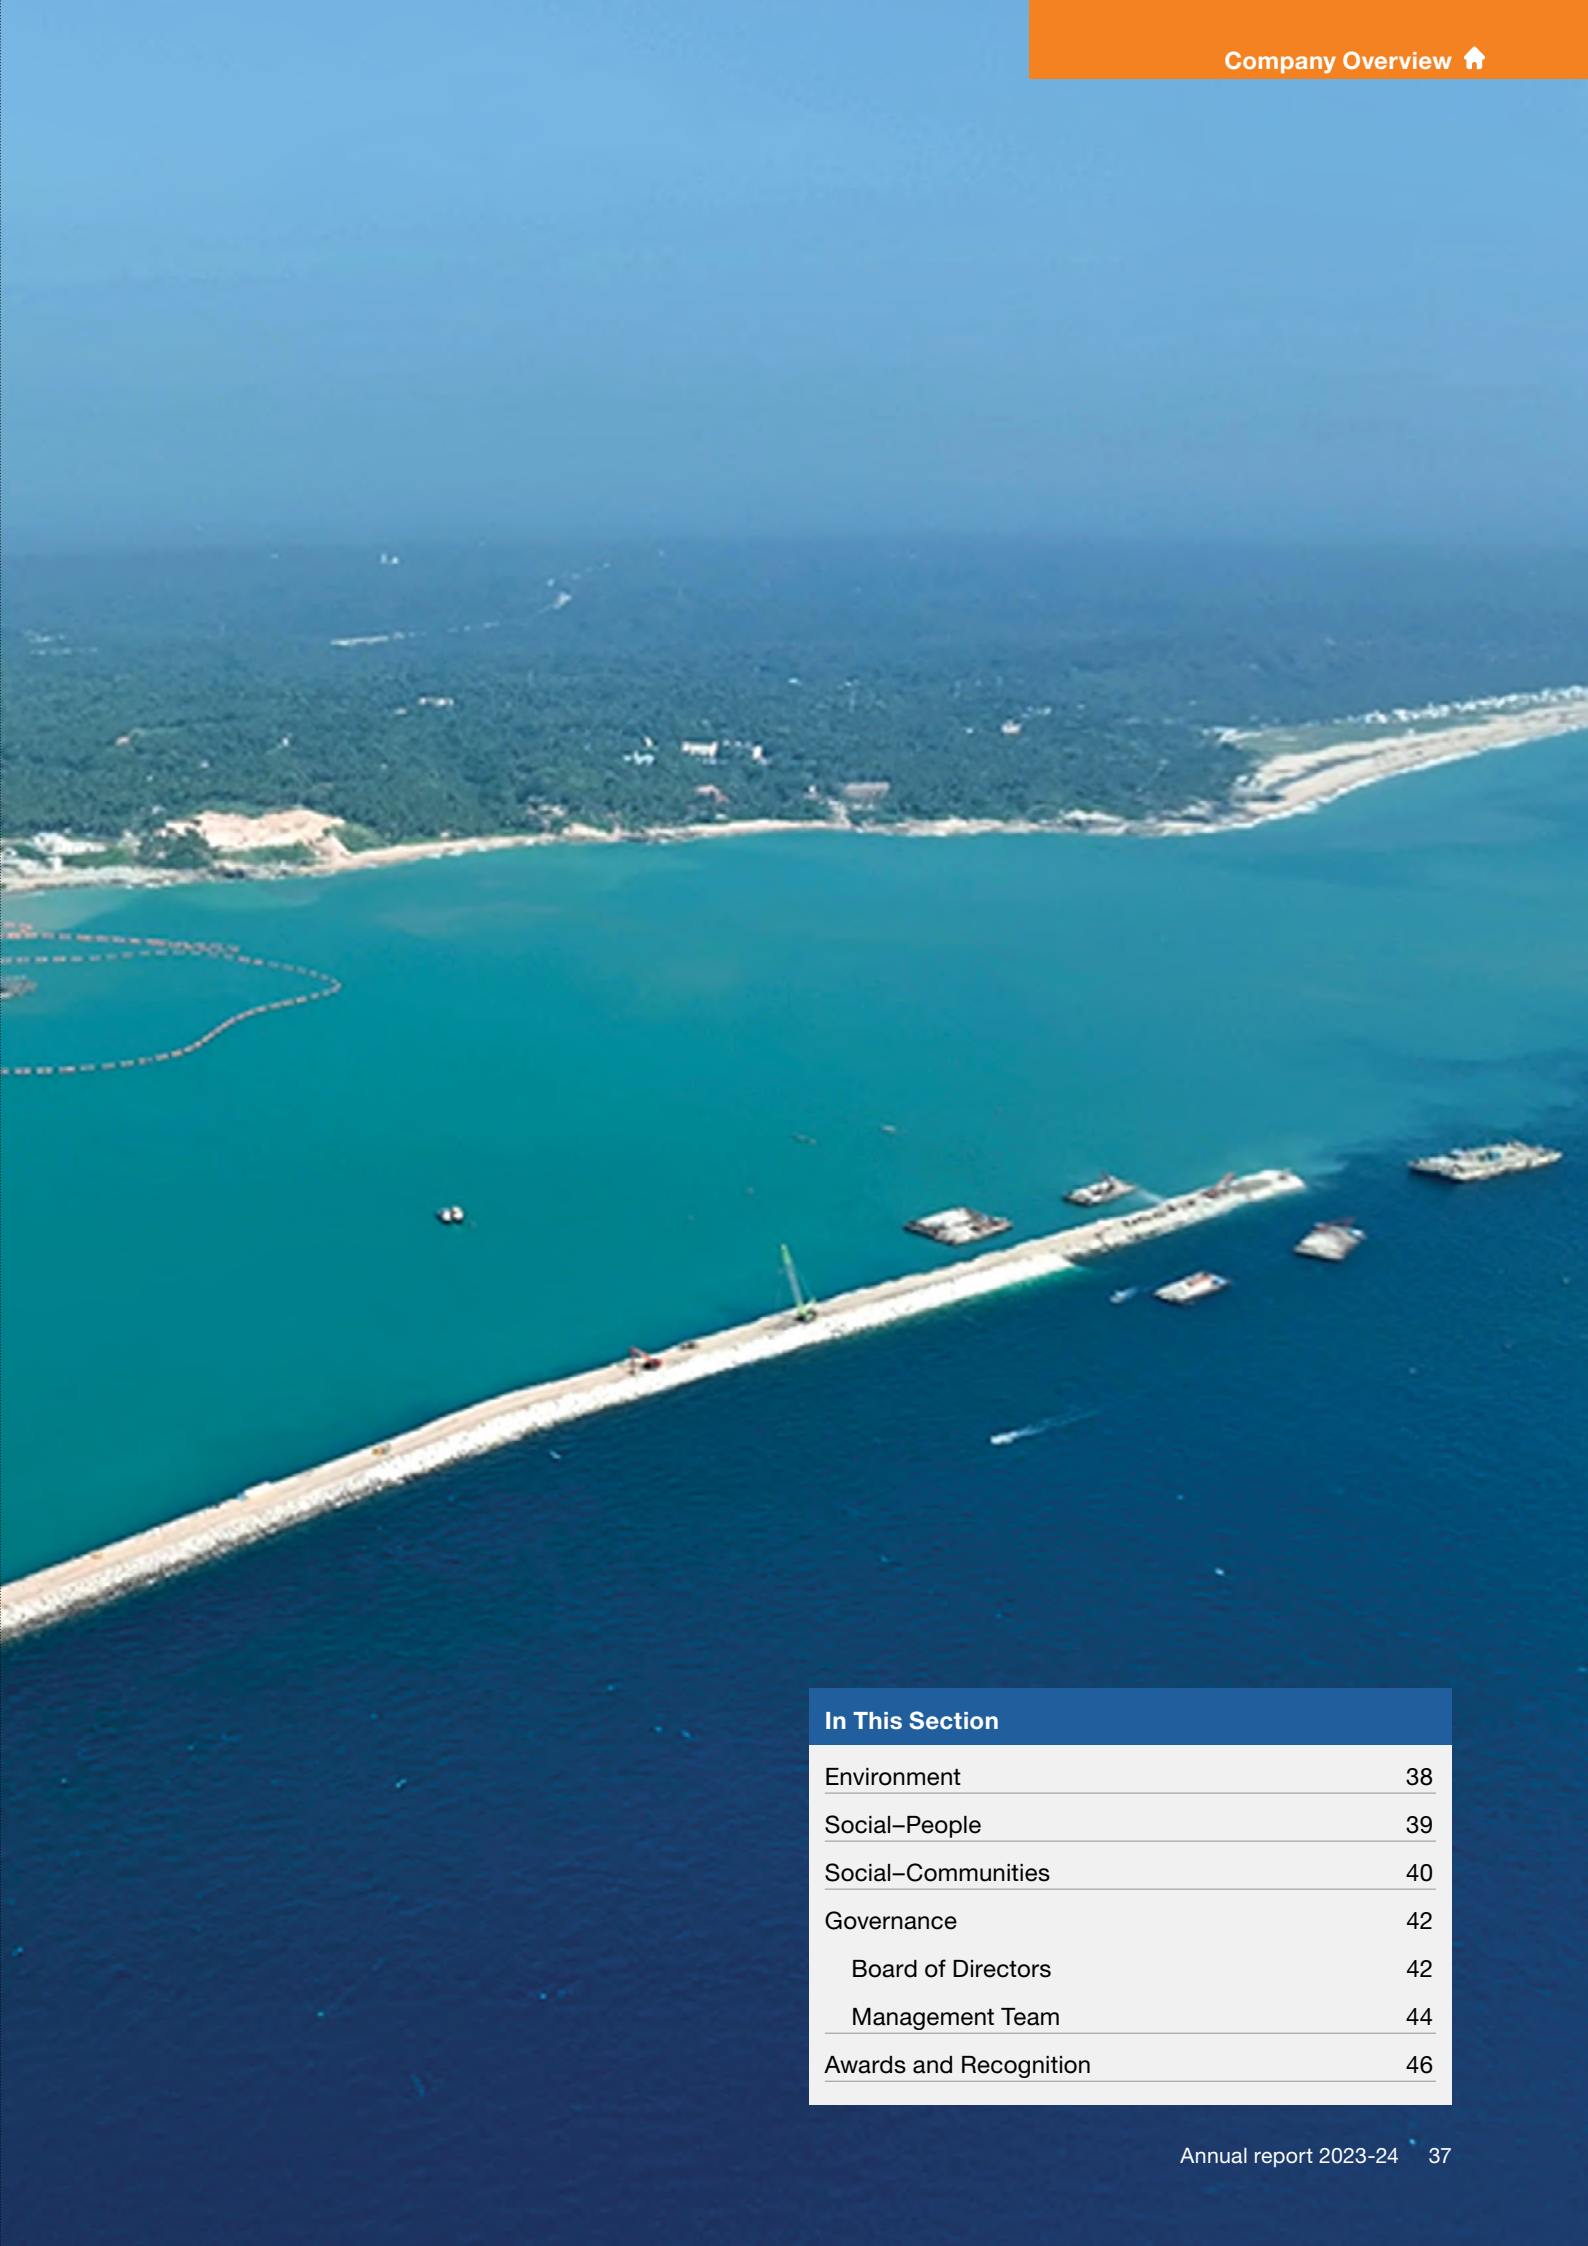 Company Overview
In This Section
Environment 38
Social–People 39
Social–Communities 40
Governance 42
Board of Directors 42
Management Team 44
Awards and Recognition 46
Annual report 2023-24 37